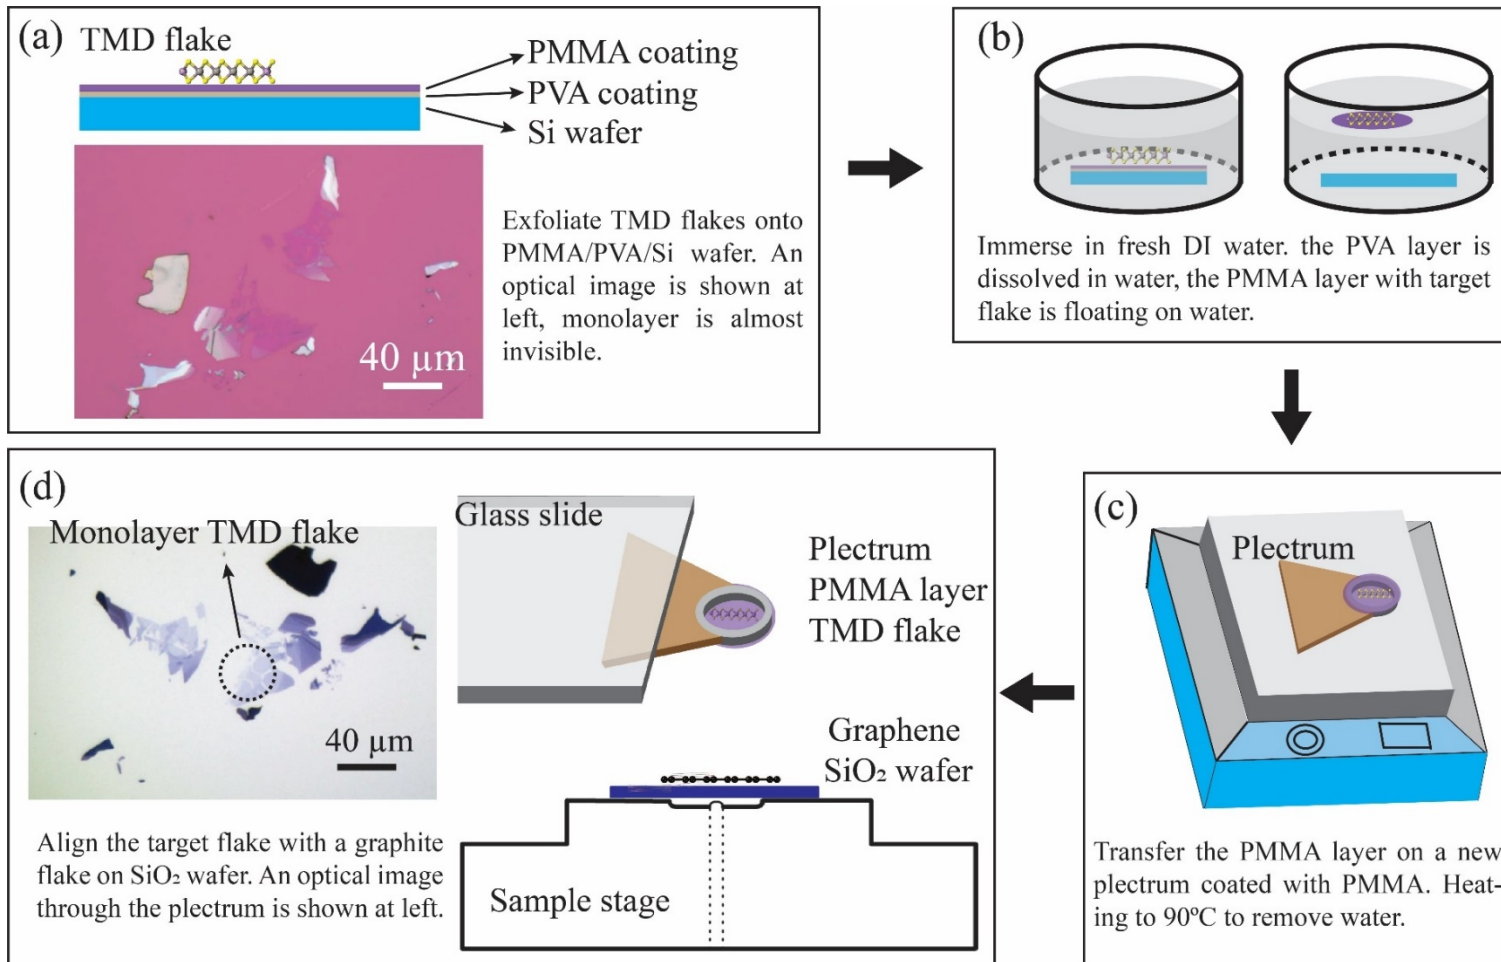 (a)
TMD flake
PMMA coating
PVA coating
Si wafer
40 µm
Exfoliate TMD flakes onto
PMMA/PVA/Si wafer. An
optical image is shown at
left, monolayer is almost
invisible.
(b)
Immerse in fresh DI water. the PVA layer is
dissolved in water, the PMMA layer with target
flake is floating on water.
(c)
Plectrum
Transfer the PMMA layer on a new
plectrum coated with PMMA. Heat-
ing to 90ºC to remove water.
(d)
Monolayer TMD flake
40 µm
Align the target flake with a graphite
flake on SiO₂ wafer. An optical image
through the plectrum is shown at left.
Glass slide
Plectrum
PMMA layer
TMD flake
Graphene
SiO₂ wafer
Sample stage